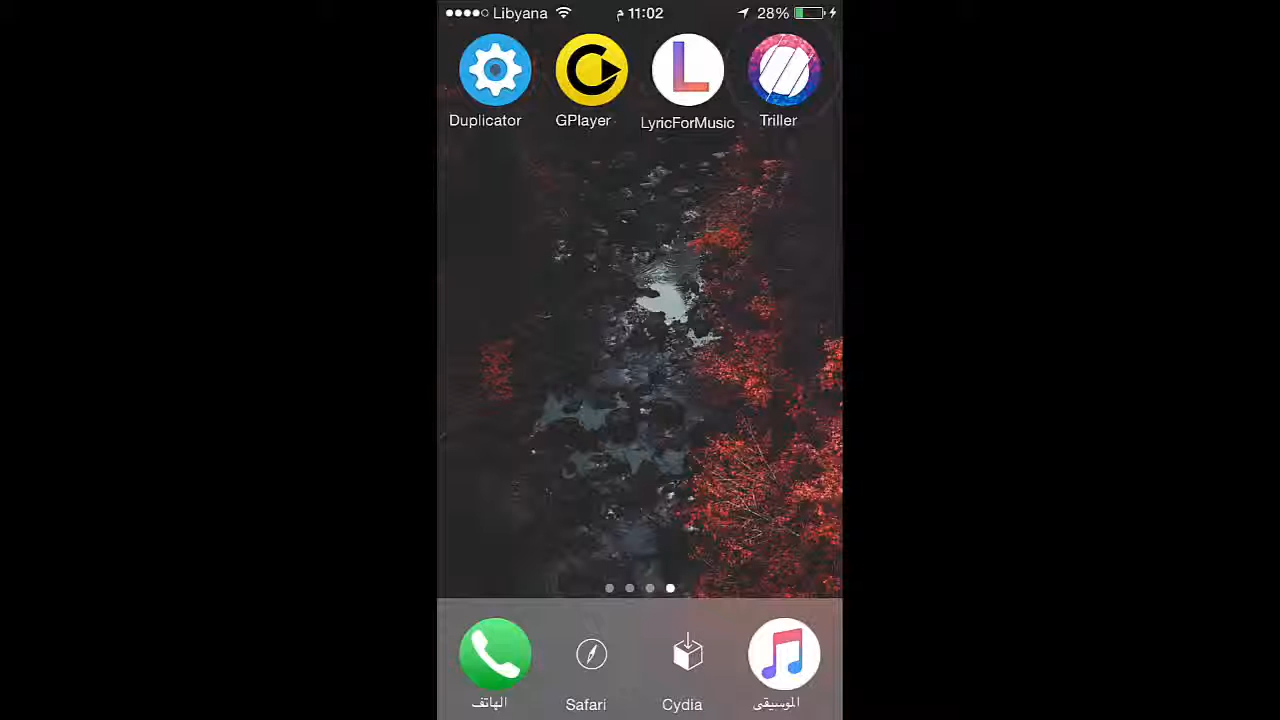 Libyana م 11:02 28%
Duplicator GPlayer LyricForMusic Triller
الهاتف Safari Cydia الموسيقى